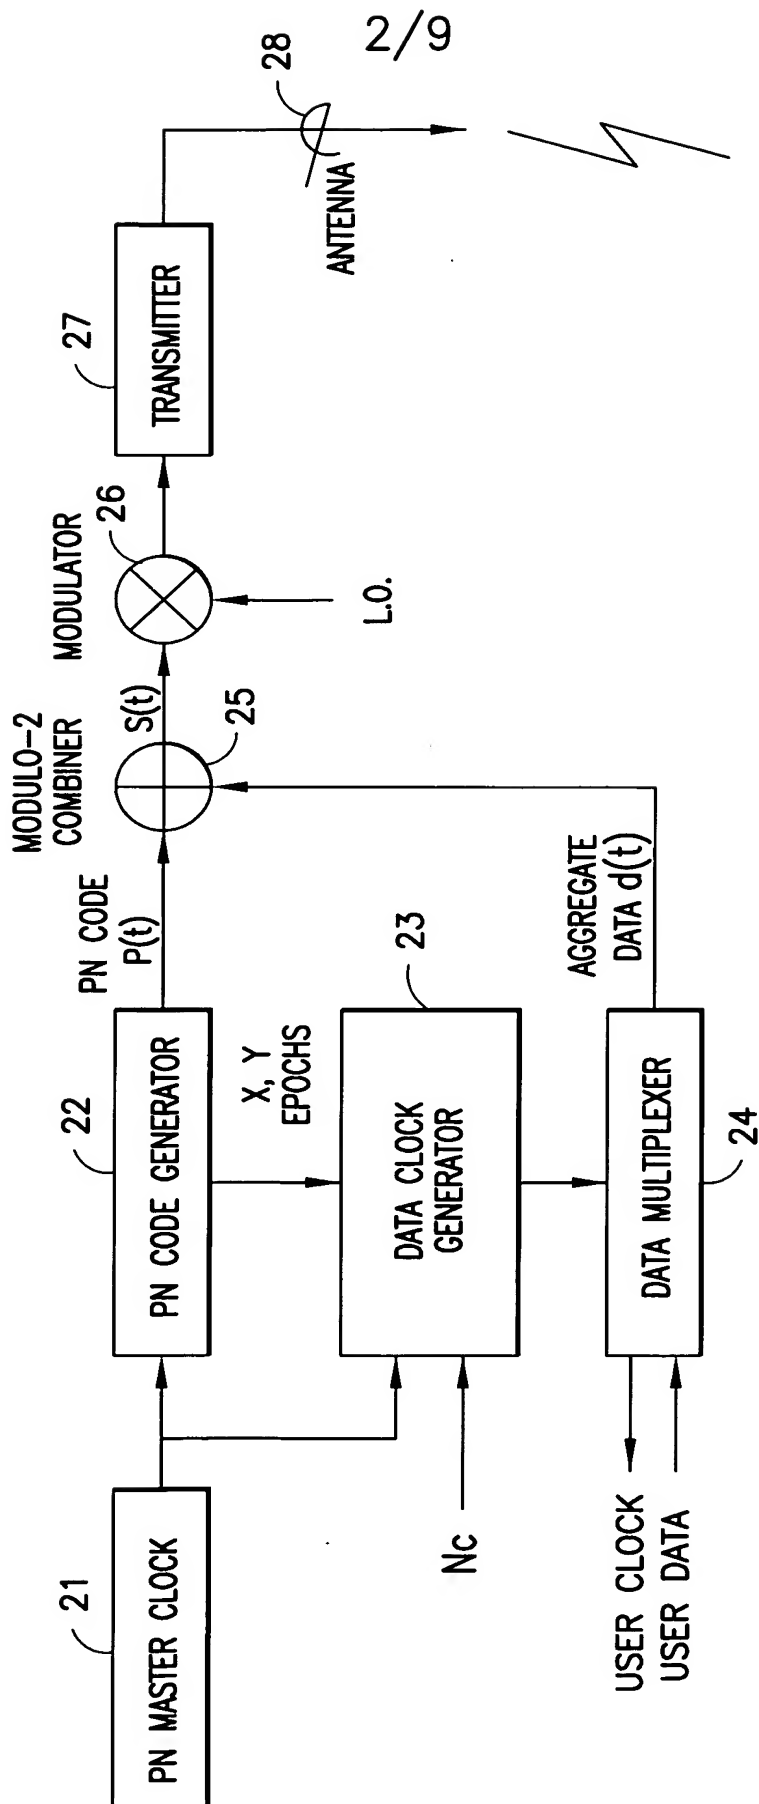 2/9
21
PN MASTER CLOCK
22
PN CODE GENERATOR
PN CODE
P(t)
MODULO-2
COMBINER
S(t)
25
MODULATOR
26
L.O.
27
TRANSMITTER
28
ANTENNA
X, Y
EPOCHS
23
DATA CLOCK
GENERATOR
Nc
AGGREGATE
DATA d(t)
DATA MULTIPLEXER
24
USER CLOCK
USER DATA